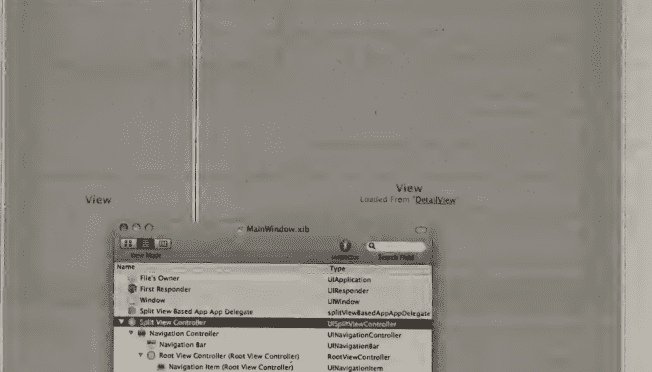 View
View
Loaded From "DetailView"
MainWindow.xib
View Mode
Inspector
Search Field
Name
Type
File's Owner
UIApplication
First Responder
UIResponder
Window
UIWindow
Split View Based App App Delegate
splitViewBasedAppAppDelegate
Split View Controller
UISplitViewController
Navigation Controller
UINavigationController
Navigation Bar
UINavigationBar
Root View Controller (Root View Controller)
RootViewController
Navigation Item (Root View Controller)
UINavigationItem